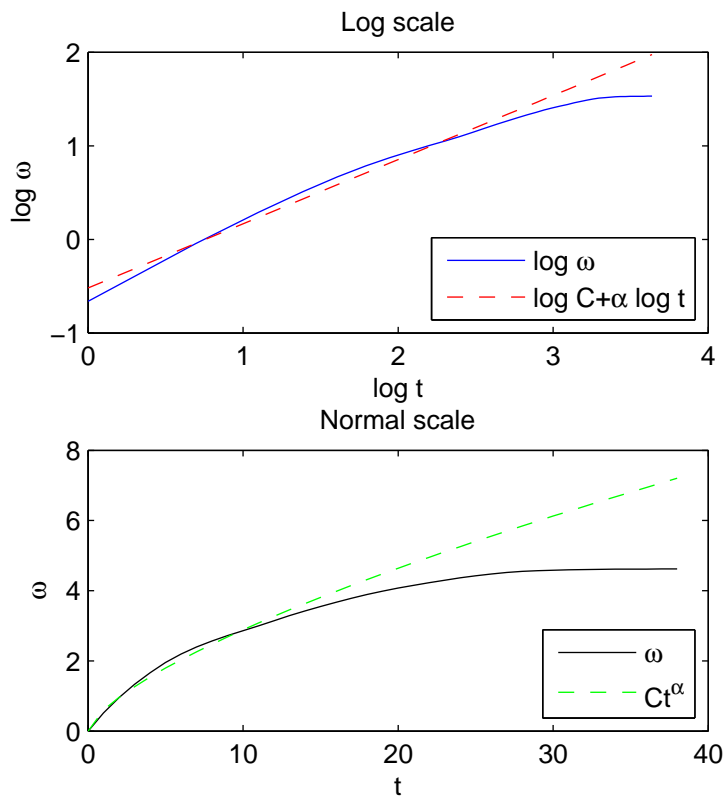 Log scale
2
1
0
−1
log ω
log ω
log C+α log t
0 1 2 3 4
log t
Normal scale
8
6
4
2
0
ω
ω
Ct^α
0 10 20 30 40
t